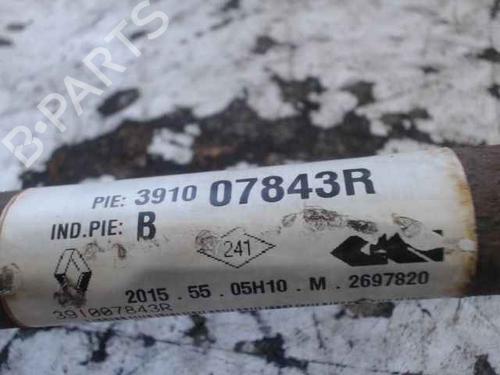 B-PARTS
PIE: 3910 07843R
IND.PIE: B
241
2015 . 55 . 05H10 . M . 2697820
391007843R